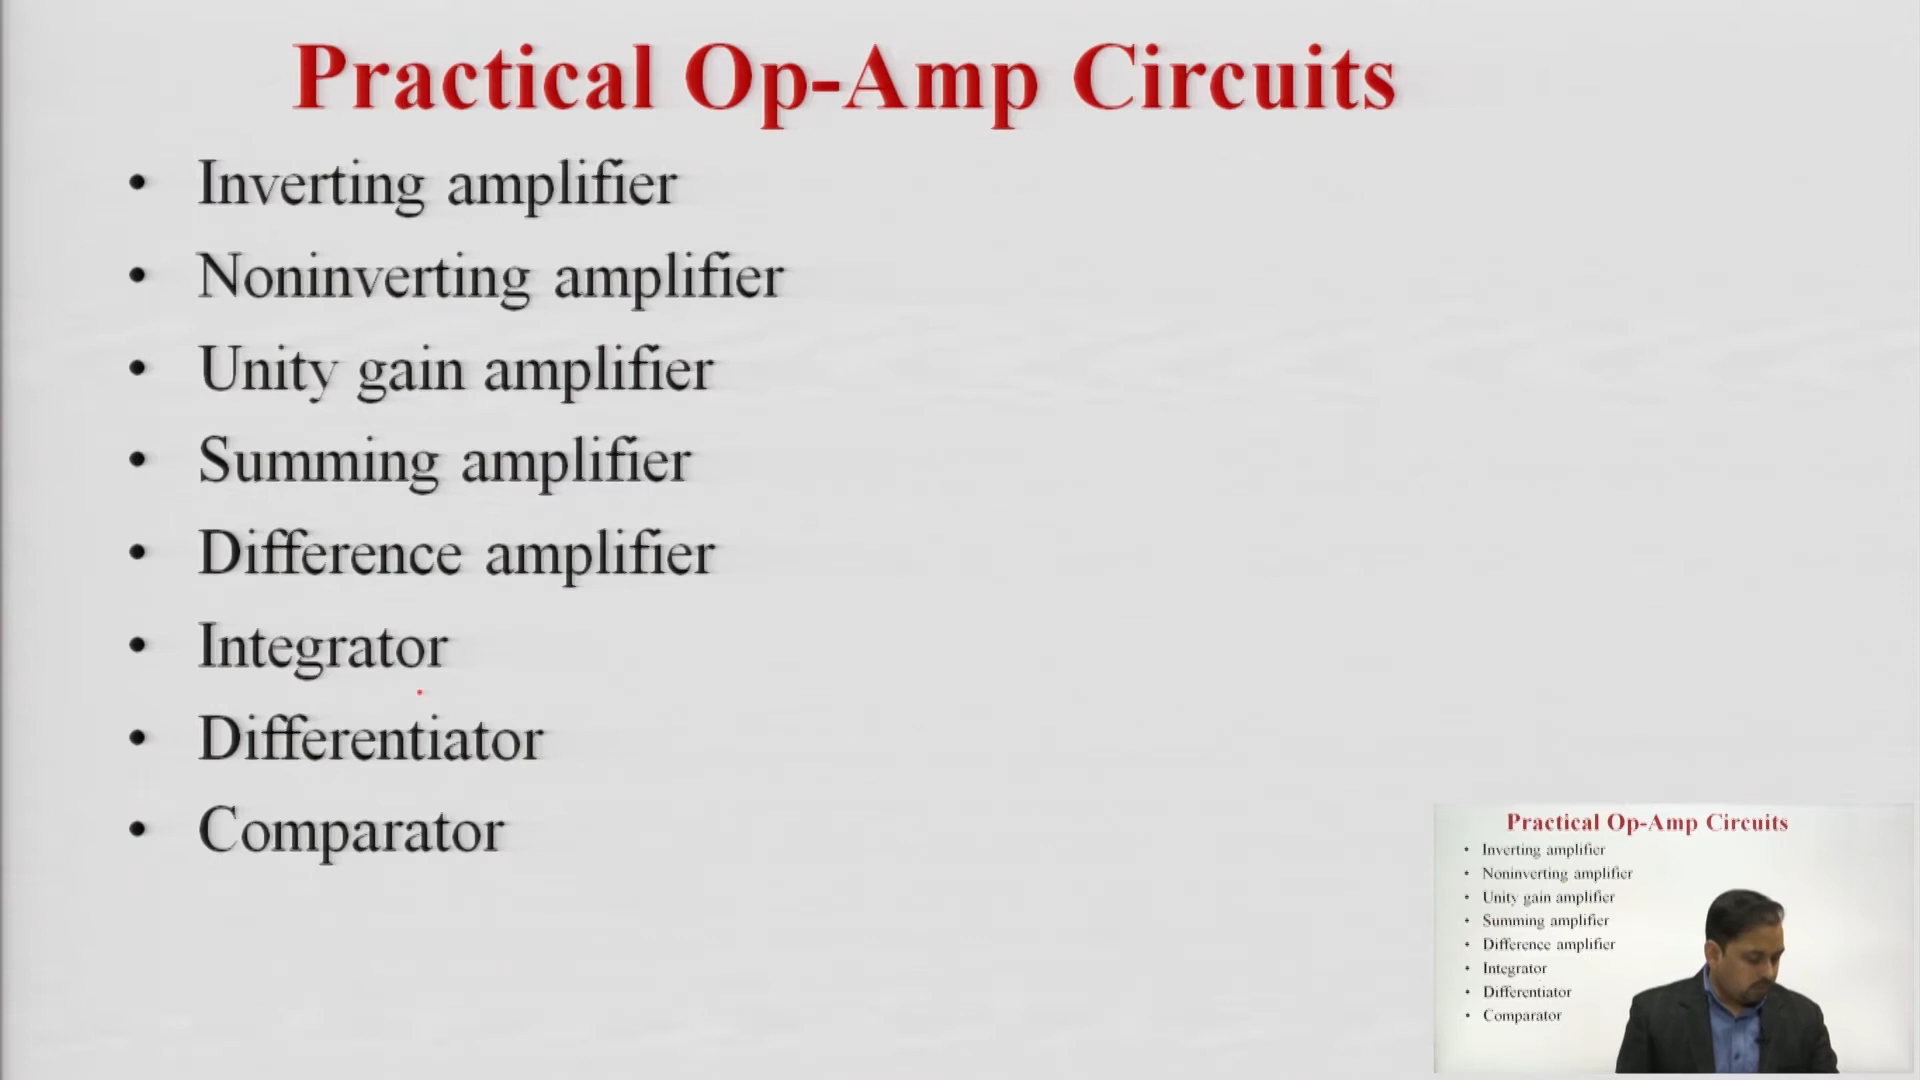 Practical Op-Amp Circuits
• Inverting amplifier
• Noninverting amplifier
• Unity gain amplifier
• Summing amplifier
• Difference amplifier
• Integrator
• Differentiator
• Comparator
Practical Op-Amp Circuits
• Inverting amplifier
• Noninverting amplifier
• Unity gain amplifier
• Summing amplifier
• Difference amplifier
• Integrator
• Differentiator
• Comparator